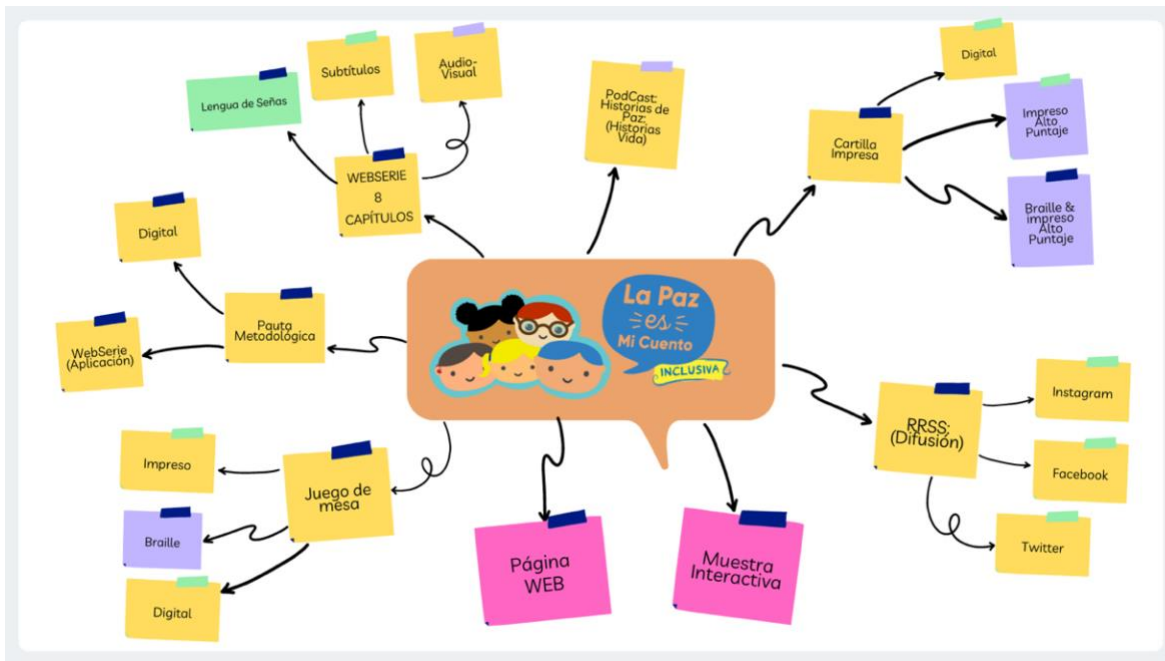 Subtítulos
Audio-
Visual
Lengua de Señas
WEBSERIE
8
CAPÍTULOS
PodCast:
Historias de
Paz:
(Historias
Vida)
Digital
Cartilla
Impresa
Impreso
Alto
Puntaje
Braille &
impreso
Alto
Puntaje
Digital
Pauta
Metodológica
WebSerie
(Aplicación)
La Paz
es
Mi Cuento
INCLUSIVA
RRSS:
(Difusión)
Instagram
Facebook
Twitter
Impreso
Juego de
mesa
Braille
Digital
Página
WEB
Muestra
Interactiva